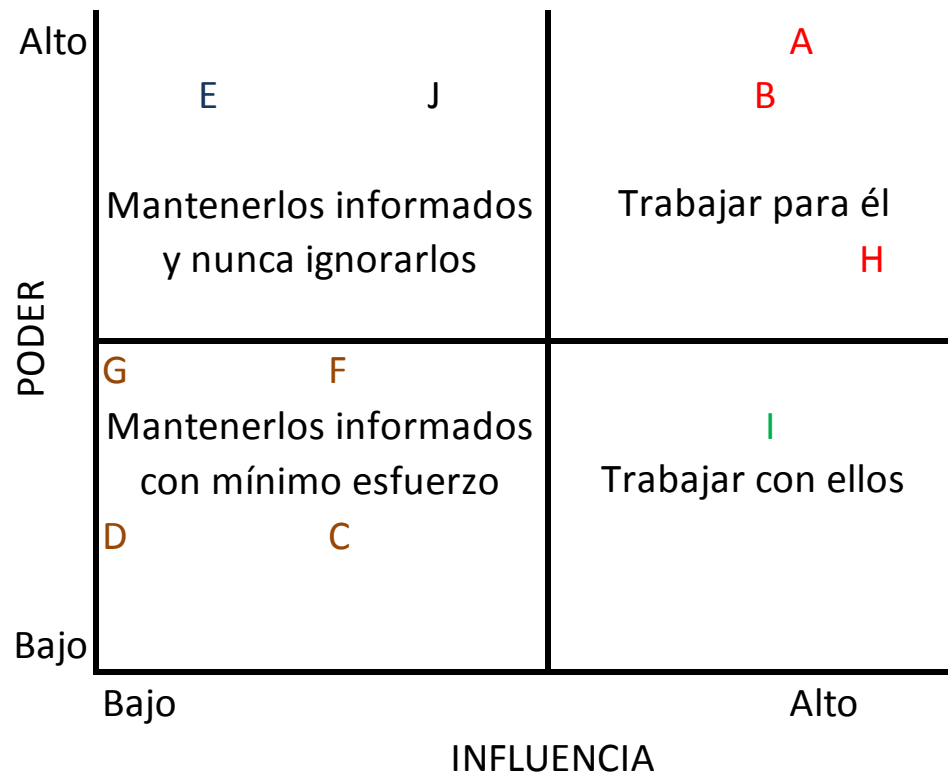 Alto
A
E
J
B
Mantenerlos informados
y nunca ignorarlos
Trabajar para él
H
PODER
G
F
Mantenerlos informados
con mínimo esfuerzo
I
Trabajar con ellos
D
C
Bajo
Bajo
Alto
INFLUENCIA